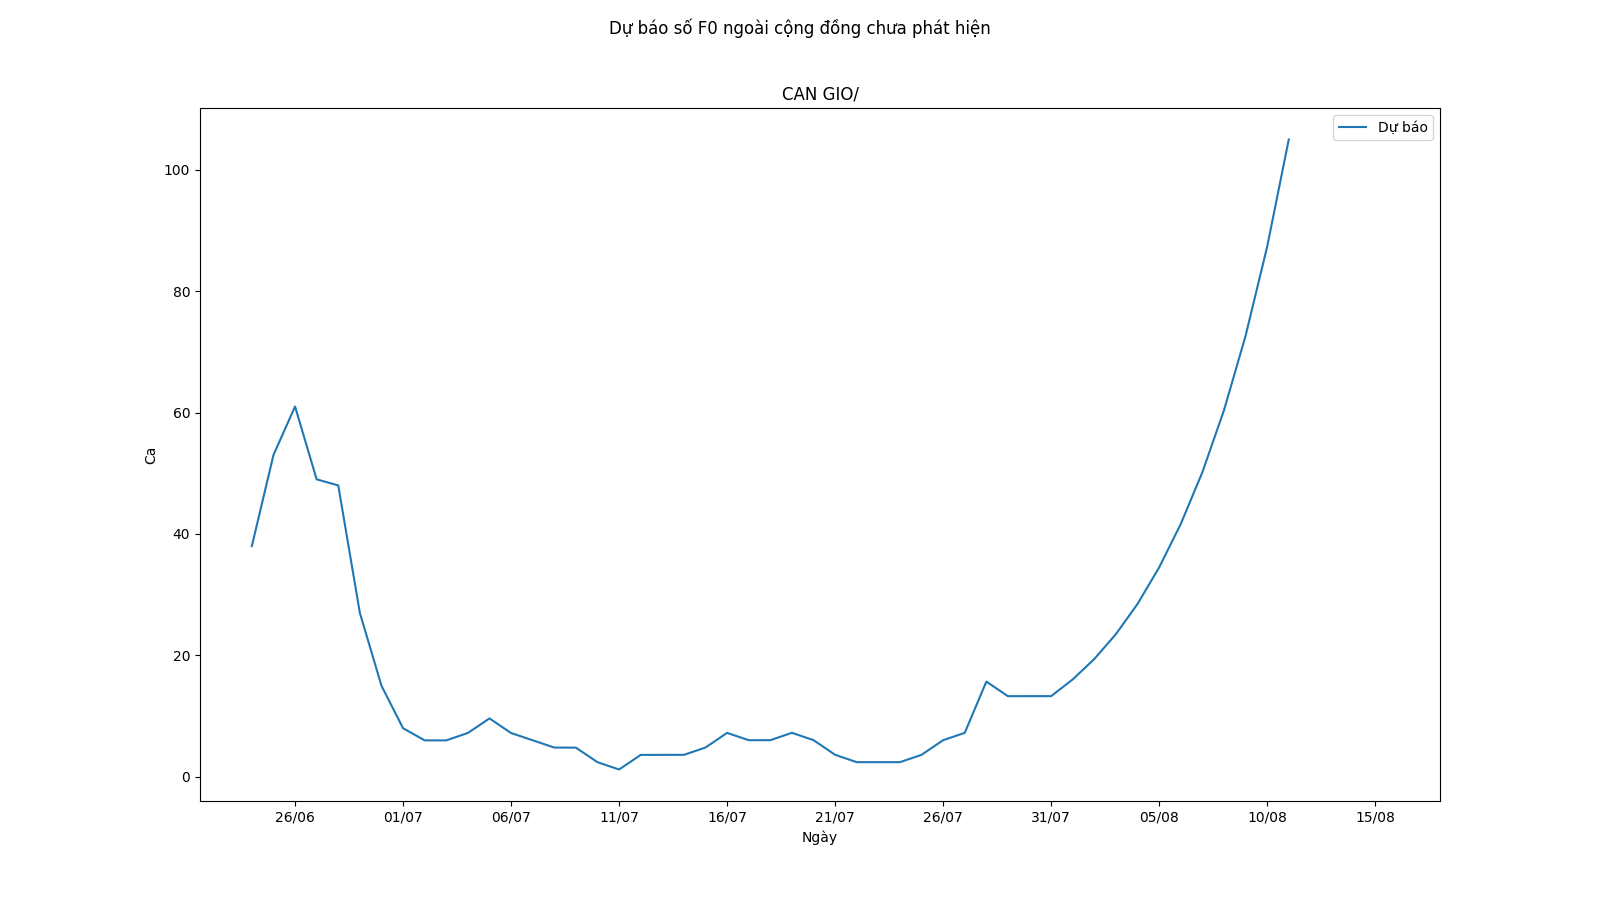 Dự báo số F0 ngoài cộng đồng chưa phát hiện
CAN GIO/
Dự báo
100
80
60
40
20
0
Ca
26/06 01/07 06/07 11/07 16/07 21/07 26/07 31/07 05/08 10/08 15/08
Ngày